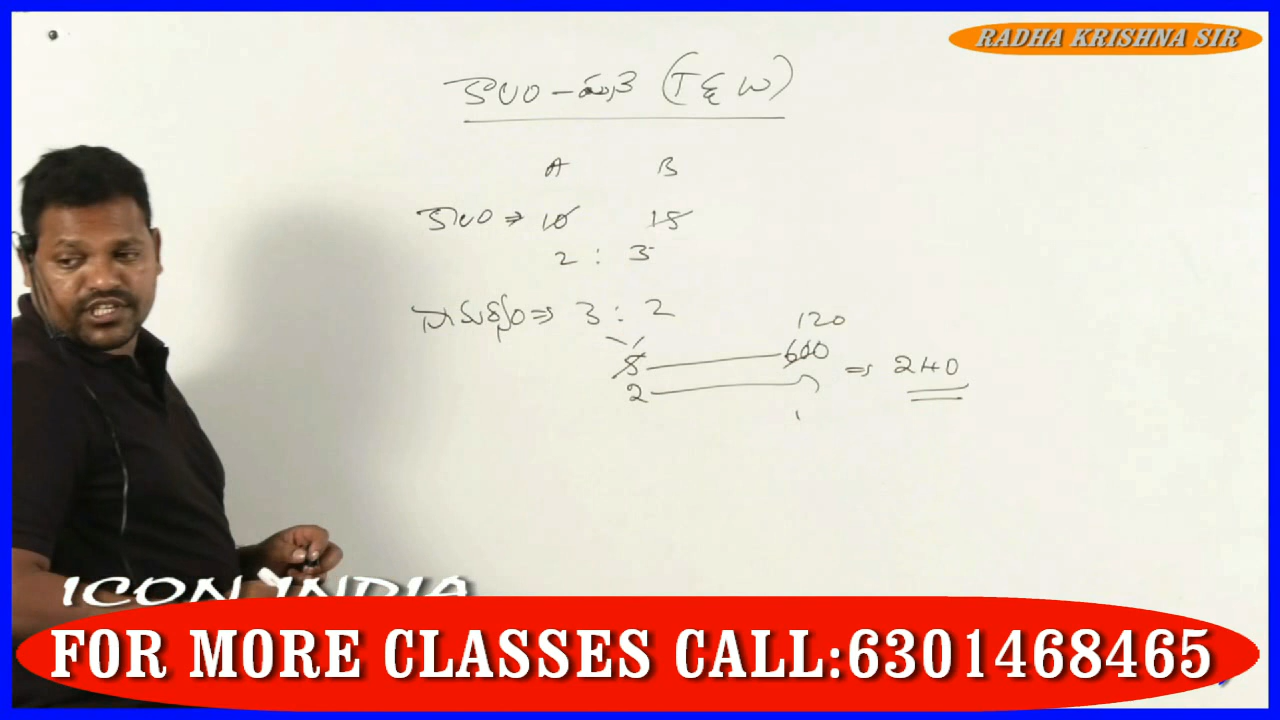 RADHA KRISHNA SIR
కాలం - పని (T & W)
A B
కాలం ⇒ 10 15
2 : 3
సామర్థ్యం ⇒ 3 : 2
120
5 — 600 ⇒ 240
2 — ?
ICON INDIA
FOR MORE CLASSES CALL:6301468465